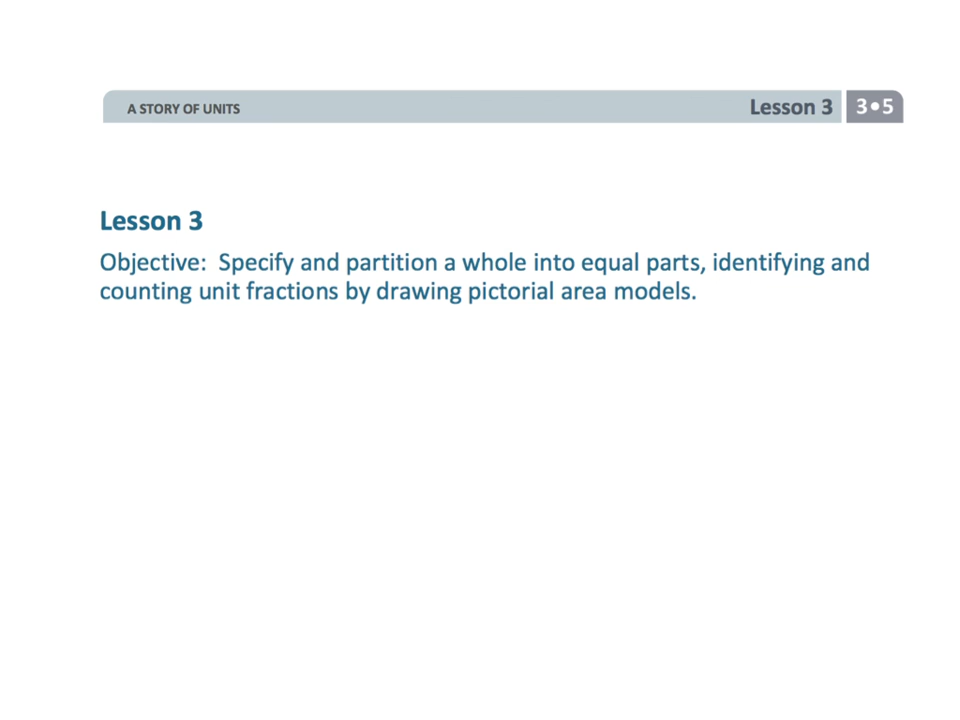 A STORY OF UNITS
Lesson 3
3•5
Lesson 3
Objective:  Specify and partition a whole into equal parts, identifying and
counting unit fractions by drawing pictorial area models.